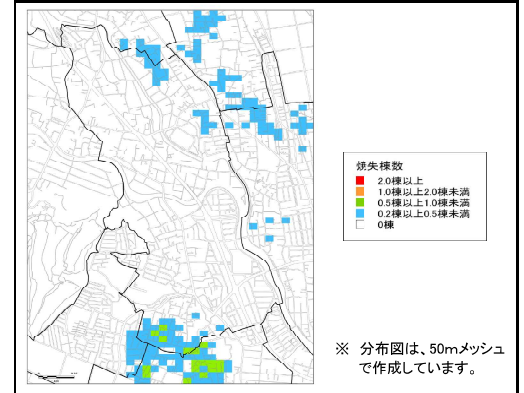 焼失棟数
2.0棟以上
1.0棟以上2.0棟未満
0.5棟以上1.0棟未満
0.2棟以上0.5棟未満
0棟
※ 分布図は、50mメッシュ
で作成しています。